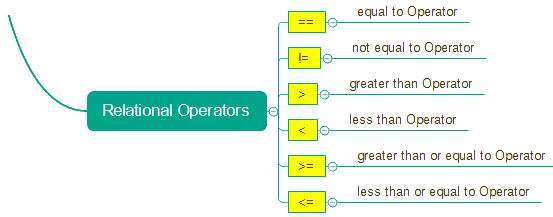 == equal to Operator
!= not equal to Operator
> greater than Operator
Relational Operators
< less than Operator
>= greater than or equal to Operator
<= less than or equal to Operator